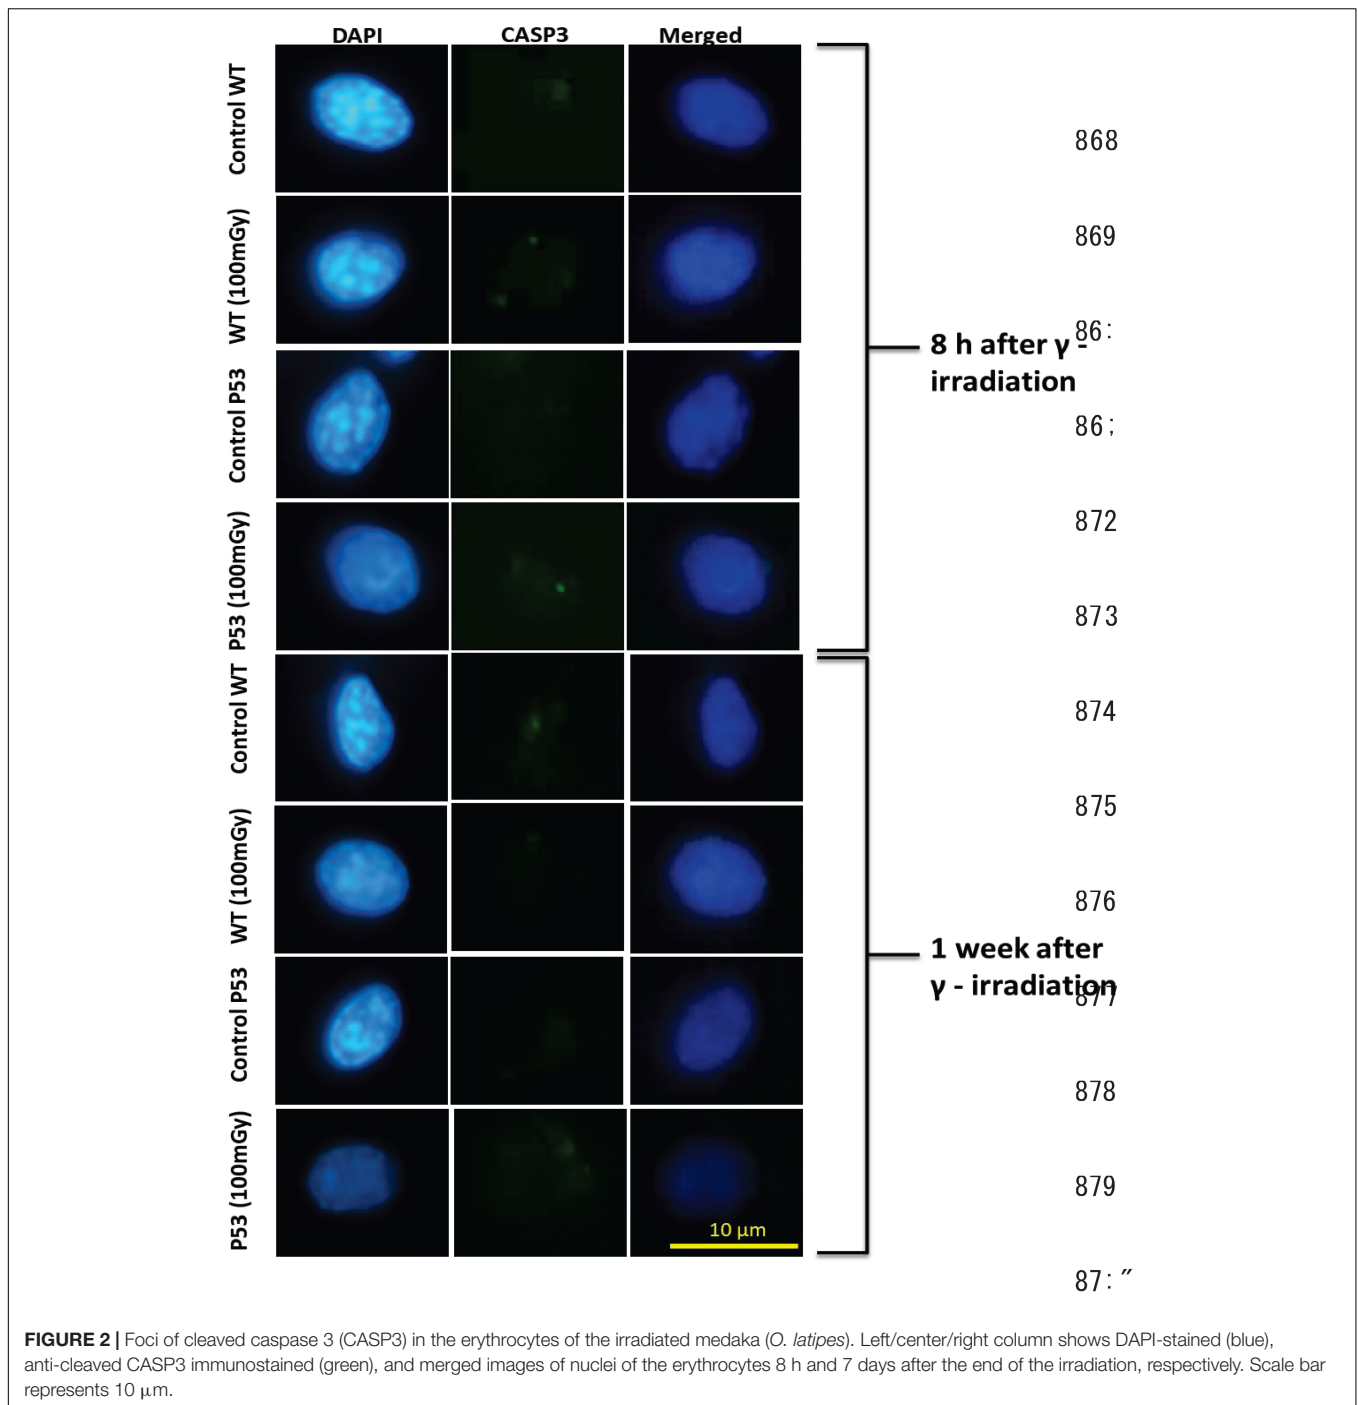 DAPI CASP3 Merged
Control WT
868
WT (100mGy)
869
86:
8 h after γ -
irradiation
Control P53
86;
P53 (100mGy)
872
873
Control WT
874
WT (100mGy)
875
876
1 week after
γ - irradiation
877
Control P53
878
P53 (100mGy)
879
10 μm
87:″
FIGURE 2 | Foci of cleaved caspase 3 (CASP3) in the erythrocytes of the irradiated medaka (O. latipes). Left/center/right column shows DAPI-stained (blue),
anti-cleaved CASP3 immunostained (green), and merged images of nuclei of the erythrocytes 8 h and 7 days after the end of the irradiation, respectively. Scale bar
represents 10 μm.